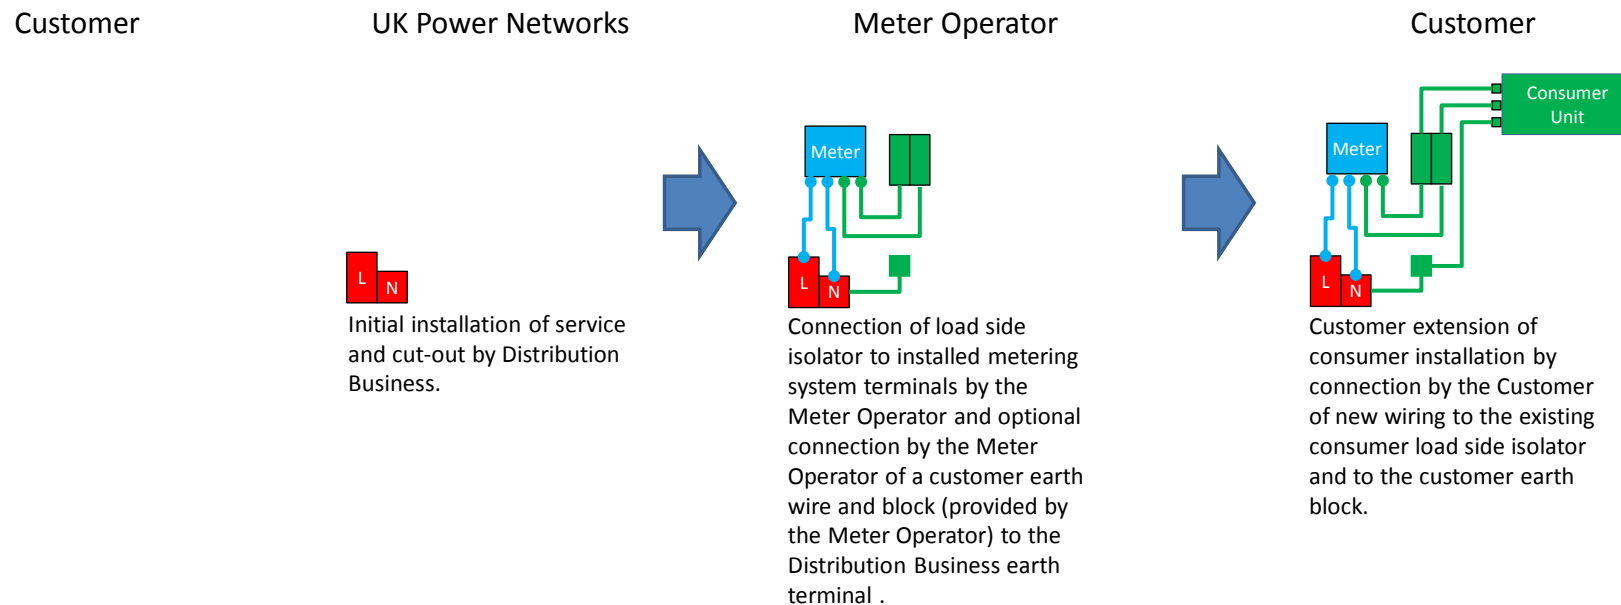 Customer
UK Power Networks
Meter Operator
Customer
L
N
Initial installation of service
and cut-out by Distribution
Business.
Meter
L
N
Connection of load side
isolator to installed metering
system terminals by the
Meter Operator and optional
connection by the Meter
Operator of a customer earth
wire and block (provided by
the Meter Operator) to the
Distribution Business earth
terminal .
Consumer
Unit
Meter
L
N
Customer extension of
consumer installation by
connection by the Customer
of new wiring to the existing
consumer load side isolator
and to the customer earth
block.